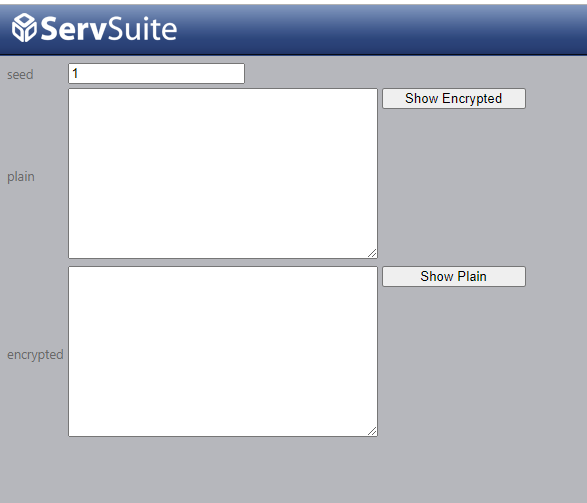 ServSuite
seed 1
Show Encrypted
plain
Show Plain
encrypted